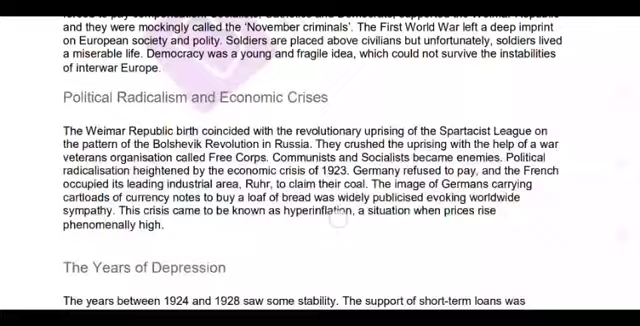 and they were mockingly called the 'November criminals'. The First World War left a deep imprint
on European society and polity. Soldiers are placed above civilians but unfortunately, soldiers lived
a miserable life. Democracy was a young and fragile idea, which could not survive the instabilities
of interwar Europe.
Political Radicalism and Economic Crises
The Weimar Republic birth coincided with the revolutionary uprising of the Spartacist League on
the pattern of the Bolshevik Revolution in Russia. They crushed the uprising with the help of a war
veterans organisation called Free Corps. Communists and Socialists became enemies. Political
radicalisation heightened by the economic crisis of 1923. Germany refused to pay, and the French
occupied its leading industrial area, Ruhr, to claim their coal. The image of Germans carrying
cartloads of currency notes to buy a loaf of bread was widely publicised evoking worldwide
sympathy. This crisis came to be known as hyperinflation, a situation when prices rise
phenomenally high.
The Years of Depression
The years between 1924 and 1928 saw some stability. The support of short-term loans was